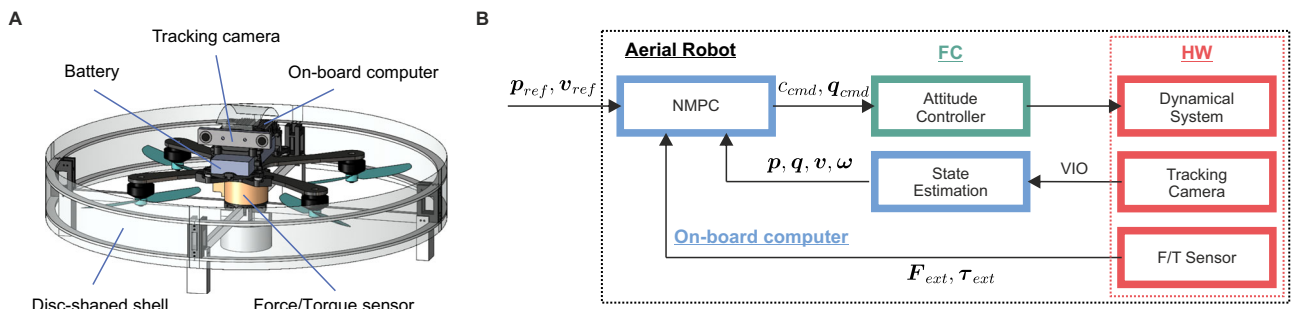 A
Tracking camera
Battery
On-board computer
Disc-shaped shell
Force/Torque sensor
B
Aerial Robot
FC
HW
p_ref, v_ref
NMPC
c_cmd, q_cmd
Attitude
Controller
Dynamical
System
p, q, v, ω
State
Estimation
VIO
Tracking
Camera
On-board computer
F/T Sensor
F_ext, τ_ext